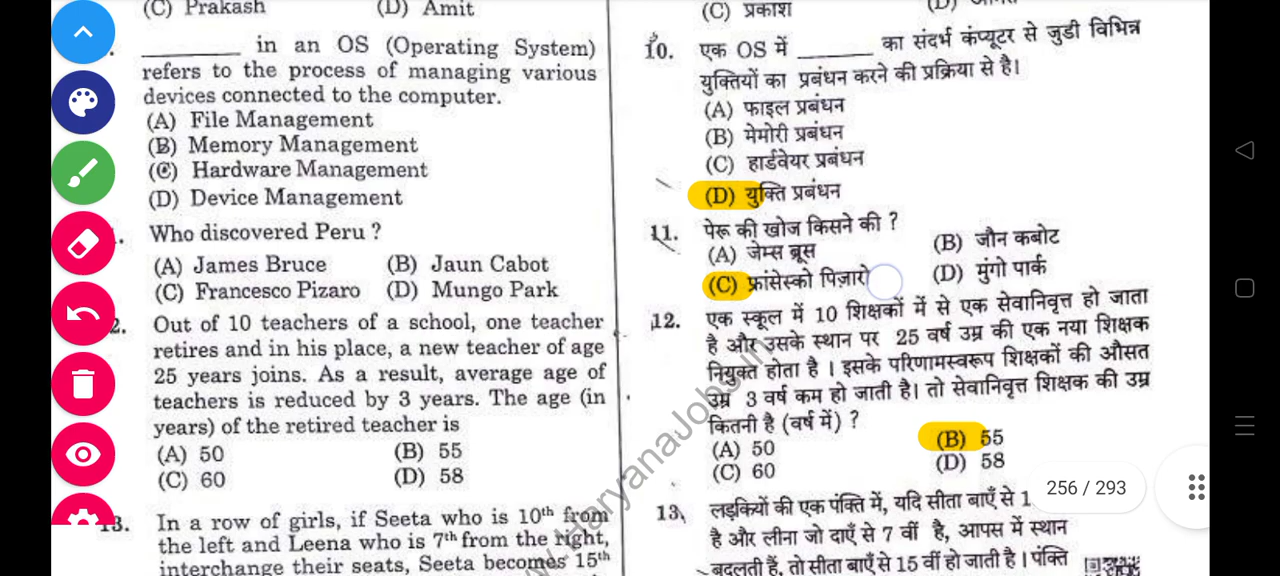 (C) Prakash (D) Amit
in an OS (Operating System)
refers to the process of managing various
devices connected to the computer.
(A) File Management
(B) Memory Management
(C) Hardware Management
(D) Device Management
Who discovered Peru ?
(A) James Bruce (B) Jaun Cabot
(C) Francesco Pizaro (D) Mungo Park
2. Out of 10 teachers of a school, one teacher
retires and in his place, a new teacher of age
25 years joins. As a result, average age of
teachers is reduced by 3 years. The age (in
years) of the retired teacher is
(A) 50 (B) 55
(C) 60 (D) 58
13. In a row of girls, if Seeta who is 10th from
the left and Leena who is 7th from the right,
interchange their seats, Seeta becomes 15th
(C) प्रकाश (D)
10. एक OS में ________ का संदर्भ कंप्यूटर से जुडी विभिन्न
युक्तियों का प्रबंधन करने की प्रक्रिया से है।
(A) फाइल प्रबंधन
(B) मेमोरी प्रबंधन
(C) हार्डवेयर प्रबंधन
(D) युक्ति प्रबंधन
11. पेरू की खोज किसने की ?
(A) जेम्स ब्रूस (B) जौन कबोट
(C) फ्रांसेस्को पिज़ारो (D) मुंगो पार्क
12. एक स्कूल में 10 शिक्षकों में से एक सेवानिवृत्त हो जाता
है और उसके स्थान पर 25 वर्ष उम्र की एक नया शिक्षक
नियुक्त होता है । इसके परिणामस्वरूप शिक्षकों की औसत
उम्र 3 वर्ष कम हो जाती है। तो सेवानिवृत्त शिक्षक की उम्र
कितनी है (वर्ष में) ?
(A) 50 (B) 55
(C) 60 (D) 58
13. लड़कियों की एक पंक्ति में, यदि सीता बाएँ से 1
है और लीना जो दाएँ से 7 वीं है, आपस में स्थान
बदलती हैं, तो सीता बाएँ से 15 वीं हो जाती है । पंक्ति
256 / 293
HaryanaJobs.in